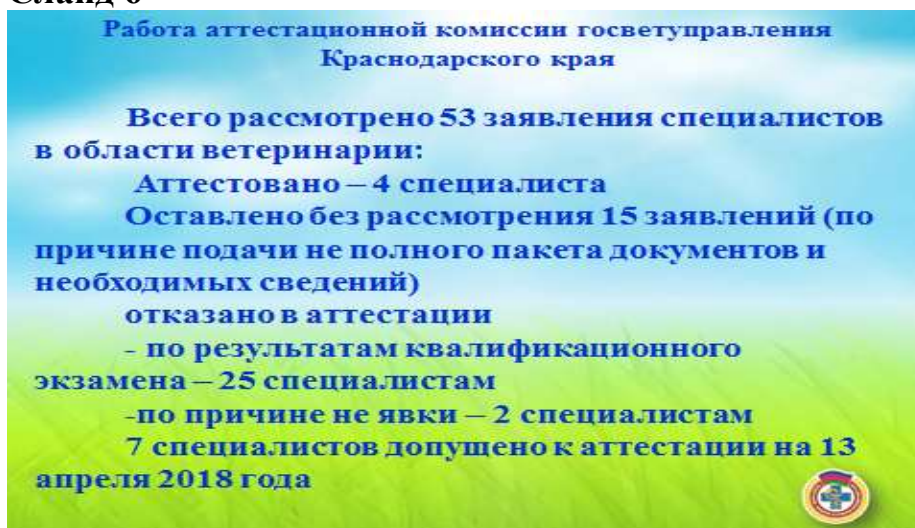 Слайд 6
Работа аттестационной комиссии госветуправления
Краснодарского края
Всего рассмотрено 53 заявления специалистов
в области ветеринарии:
Аттестовано – 4 специалиста
Оставлено без рассмотрения 15 заявлений (по
причине подачи не полного пакета документов и
необходимых сведений)
отказано в аттестации
- по результатам квалификационного
экзамена – 25 специалистам
-по причине не явки – 2 специалистам
7 специалистов допущено к аттестации на 13
апреля 2018 года